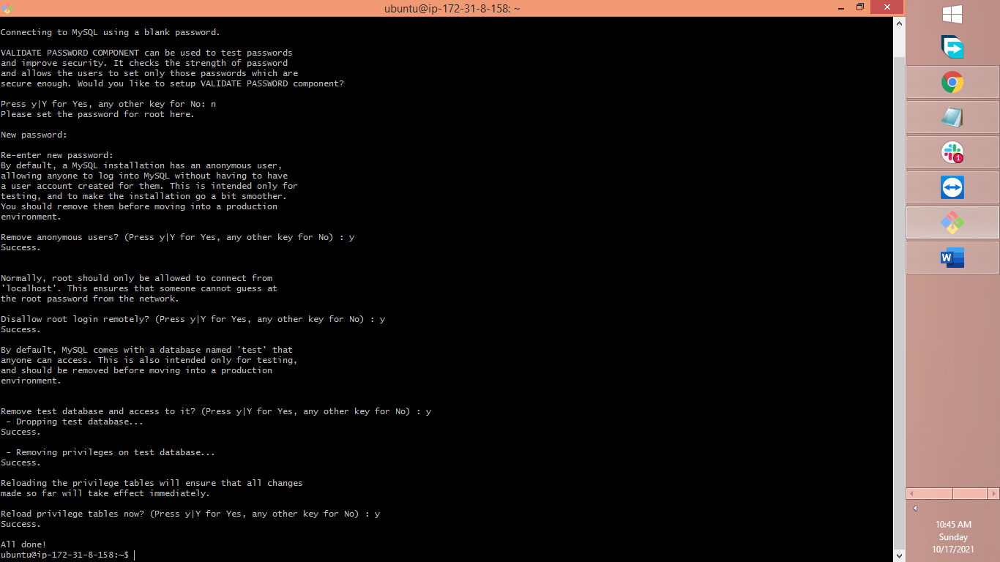 ubuntu@ip-172-31-8-158: ~
Connecting to MySQL using a blank password.
VALIDATE PASSWORD COMPONENT can be used to test passwords
and improve security. It checks the strength of password
and allows the users to set only those passwords which are
secure enough. Would you like to setup VALIDATE PASSWORD component?
Press y|Y for Yes, any other key for No: n
Please set the password for root here.
New password:
Re-enter new password:
By default, a MySQL installation has an anonymous user,
allowing anyone to log into MySQL without having to have
a user account created for them. This is intended only for
testing, and to make the installation go a bit smoother.
You should remove them before moving into a production
environment.
Remove anonymous users? (Press y|Y for Yes, any other key for No) : y
Success.
Normally, root should only be allowed to connect from
'localhost'. This ensures that someone cannot guess at
the root password from the network.
Disallow root login remotely? (Press y|Y for Yes, any other key for No) : y
Success.
By default, MySQL comes with a database named 'test' that
anyone can access. This is also intended only for testing,
and should be removed before moving into a production
environment.
Remove test database and access to it? (Press y|Y for Yes, any other key for No) : y
 - Dropping test database...
Success.
 - Removing privileges on test database...
Success.
Reloading the privilege tables will ensure that all changes
made so far will take effect immediately.
Reload privilege tables now? (Press y|Y for Yes, any other key for No) : y
Success.
All done!
ubuntu@ip-172-31-8-158:~$
1
W
10:45 AM
Sunday
10/17/2021